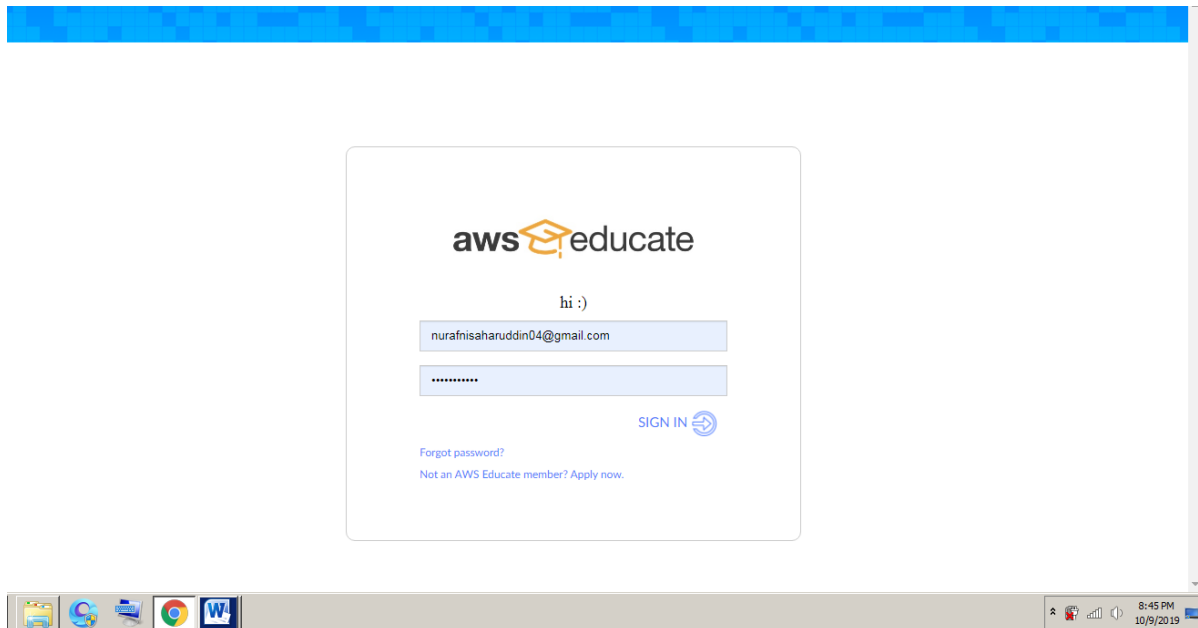 aws educate
hi :)
nurafnisaharuddin04@gmail.com
•••••••••••
SIGN IN
Forgot password?
Not an AWS Educate member? Apply now.
W
8:45 PM
10/9/2019